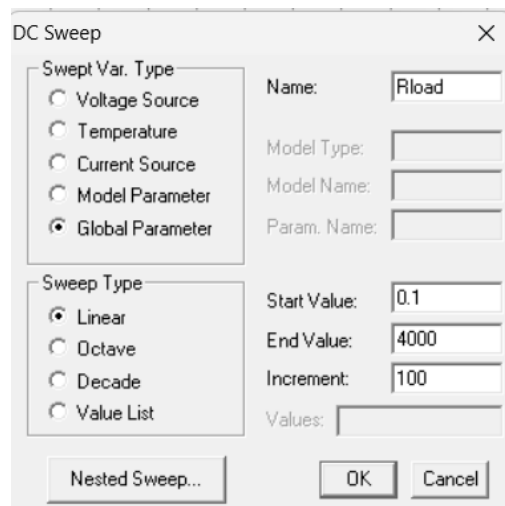 DC Sweep
Swept Var. Type
Voltage Source
Temperature
Current Source
Model Parameter
Global Parameter
Name: Rload
Model Type:
Model Name:
Param. Name:
Sweep Type
Linear
Octave
Decade
Value List
Start Value: 0.1
End Value: 4000
Increment: 100
Values:
Nested Sweep...
OK
Cancel